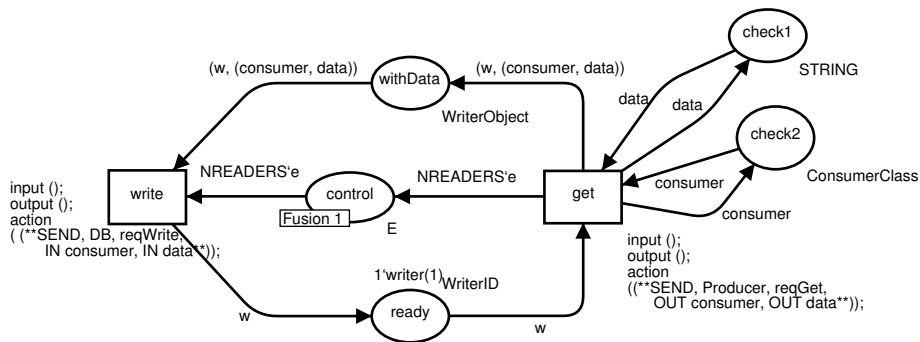 check1
(w, (consumer, data))
(w, (consumer, data))
withData
STRING
data
data
WriterObject
check2
NREADERS‘e
NREADERS‘e
ConsumerClass
consumer
write
control
get
consumer
input ();
output ();
action
( (**SEND, DB, reqWrite,
IN consumer, IN data**));
Fusion 1
E
input ();
output ();
action
((**SEND, Producer, reqGet,
OUT consumer, OUT data**));
1‘writer(1)
WriterID
ready
w
w